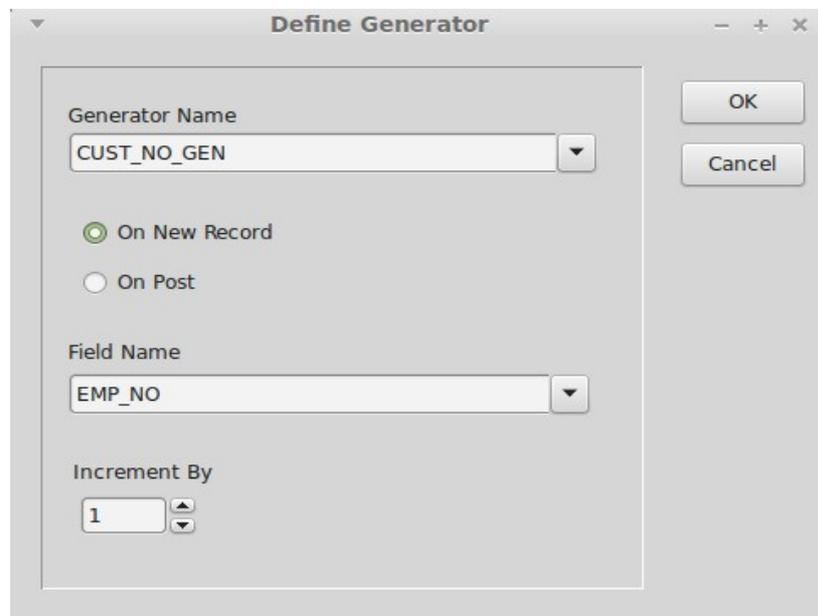 Define Generator
Generator Name
OK
CUST_NO_GEN
Cancel
On New Record
On Post
Field Name
EMP_NO
Increment By
1